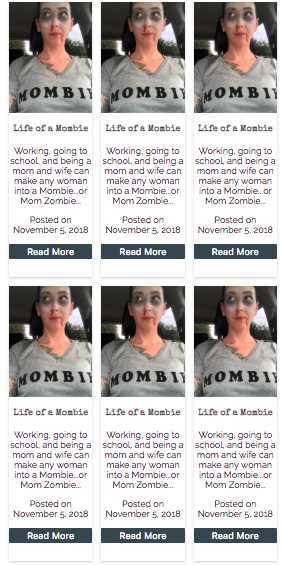 MOMBIE
MOMBIE
MOMBIE
Life of a Mombie
Life of a Mombie
Life of a Mombie
Working, going to
school, and being a
mom and wife can
make any woman
into a Mombie...or
Mom Zombie...
Working, going to
school, and being a
mom and wife can
make any woman
into a Mombie...or
Mom Zombie...
Working, going to
school, and being a
mom and wife can
make any woman
into a Mombie...or
Mom Zombie...
Posted on
November 5, 2018
Posted on
November 5, 2018
Posted on
November 5, 2018
Read More
Read More
Read More
MOMBIE
MOMBIE
MOMBIE
Life of a Mombie
Life of a Mombie
Life of a Mombie
Working, going to
school, and being a
mom and wife can
make any woman
into a Mombie...or
Mom Zombie...
Working, going to
school, and being a
mom and wife can
make any woman
into a Mombie...or
Mom Zombie...
Working, going to
school, and being a
mom and wife can
make any woman
into a Mombie...or
Mom Zombie...
Posted on
November 5, 2018
Posted on
November 5, 2018
Posted on
November 5, 2018
Read More
Read More
Read More